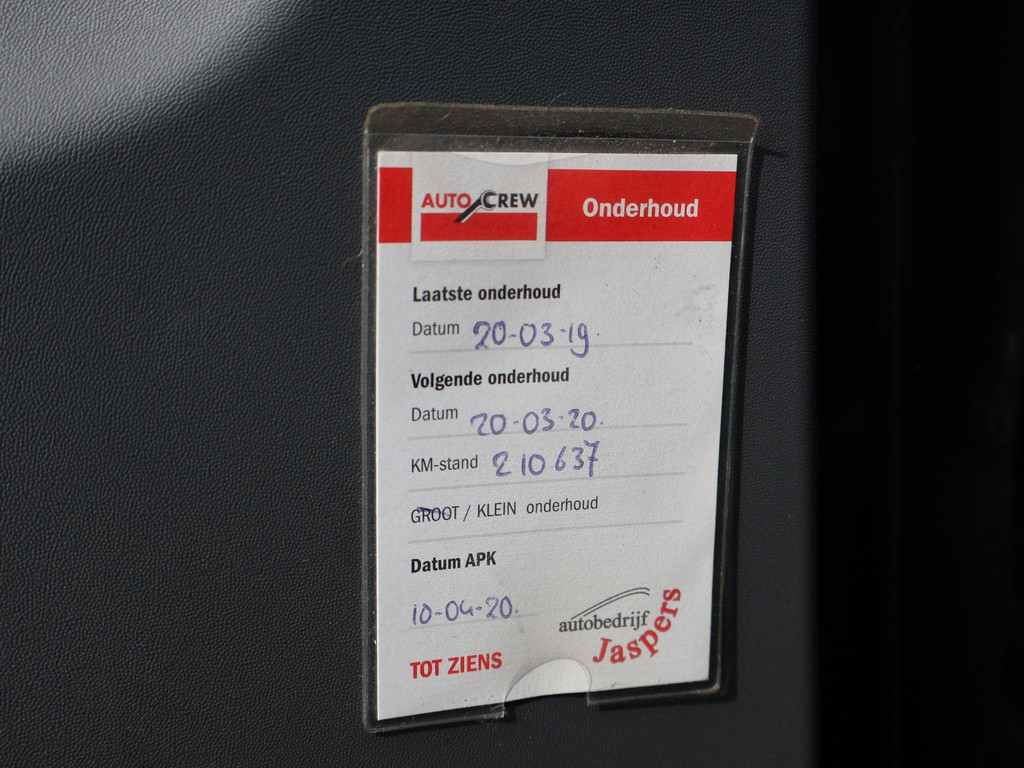 AUTO CREW Onderhoud
Laatste onderhoud
Datum 20-03-19.
Volgende onderhoud
Datum 20-03-20.
KM-stand 210637
GROOT / KLEIN onderhoud
Datum APK
10-04-20.
autobedrijf
Jaspers
TOT ZIENS